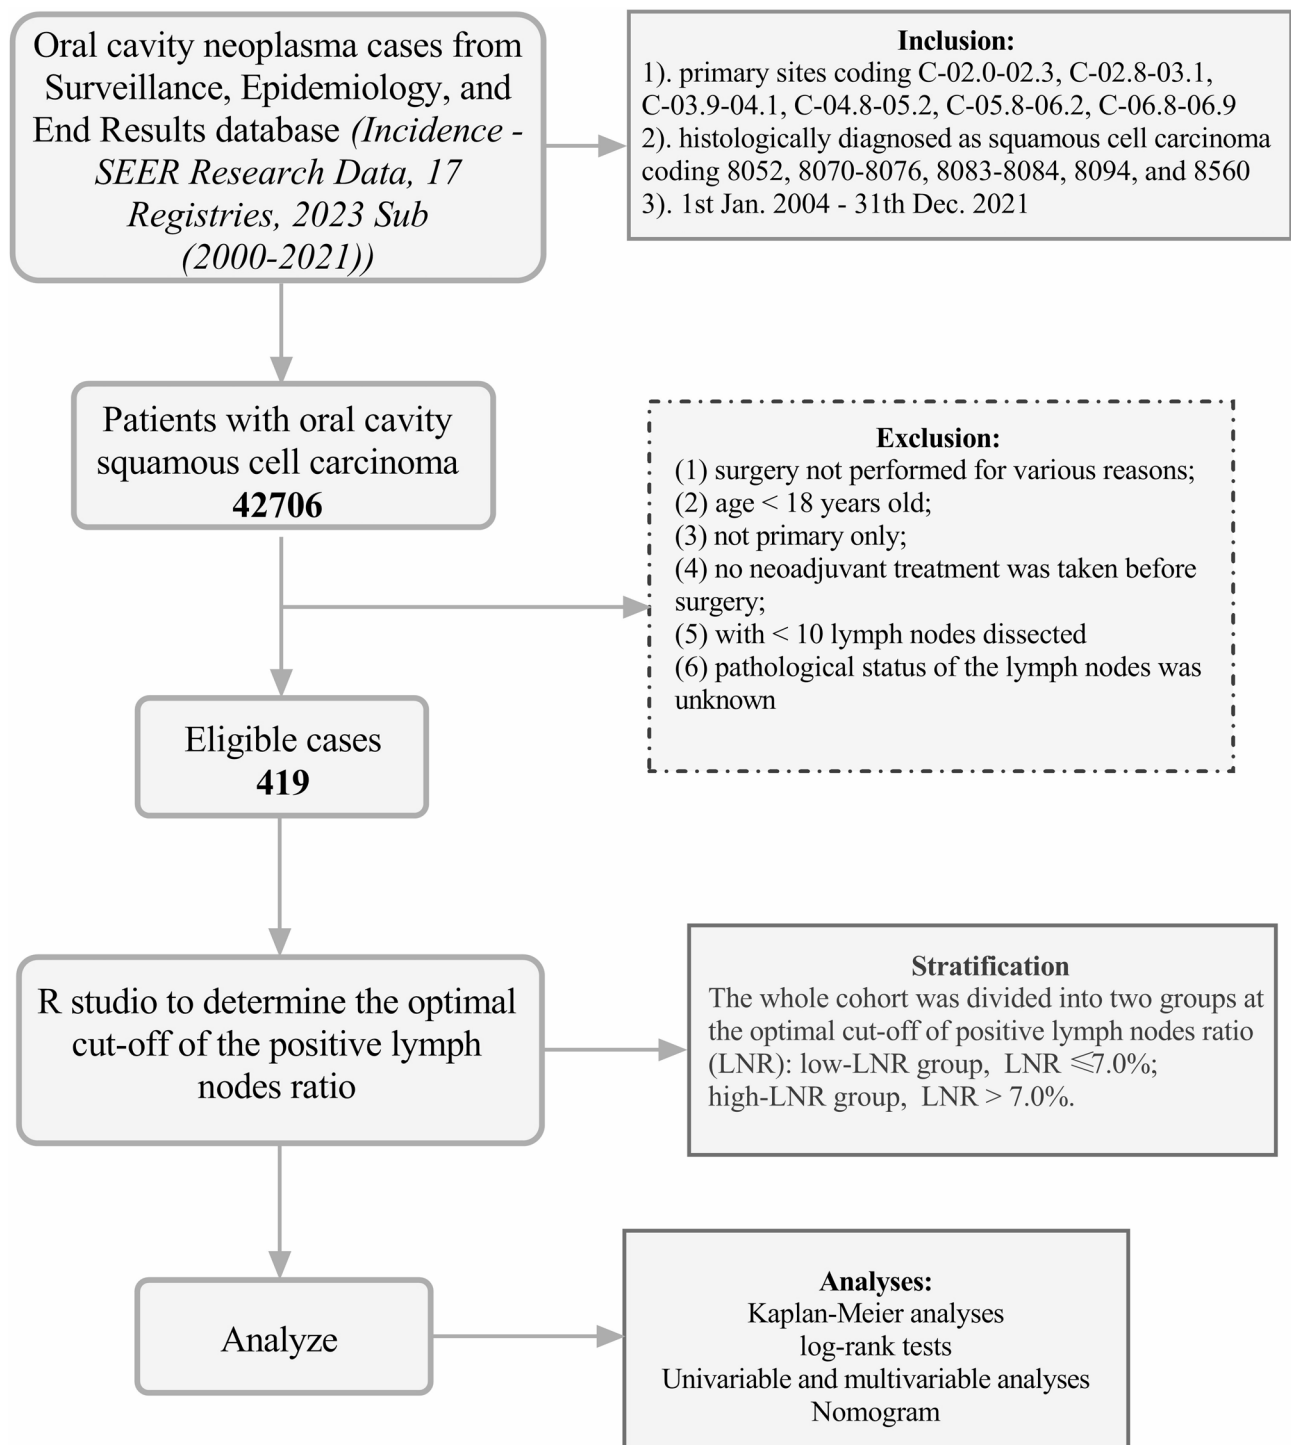 Oral cavity neoplasma cases from
Surveillance, Epidemiology, and
End Results database (Incidence -
SEER Research Data, 17
Registries, 2023 Sub
(2000-2021))
Inclusion:
1). primary sites coding C-02.0-02.3, C-02.8-03.1,
C-03.9-04.1, C-04.8-05.2, C-05.8-06.2, C-06.8-06.9
2). histologically diagnosed as squamous cell carcinoma
coding 8052, 8070-8076, 8083-8084, 8094, and 8560
3). 1st Jan. 2004 - 31th Dec. 2021
Patients with oral cavity
squamous cell carcinoma
42706
Exclusion:
(1) surgery not performed for various reasons;
(2) age < 18 years old;
(3) not primary only;
(4) no neoadjuvant treatment was taken before
surgery;
(5) with < 10 lymph nodes dissected
(6) pathological status of the lymph nodes was
unknown
Eligible cases
419
R studio to determine the optimal
cut-off of the positive lymph
nodes ratio
Stratification
The whole cohort was divided into two groups at
the optimal cut-off of positive lymph nodes ratio
(LNR): low-LNR group, LNR ⩽7.0%;
high-LNR group, LNR > 7.0%.
Analyze
Analyses:
Kaplan-Meier analyses
log-rank tests
Univariable and multivariable analyses
Nomogram